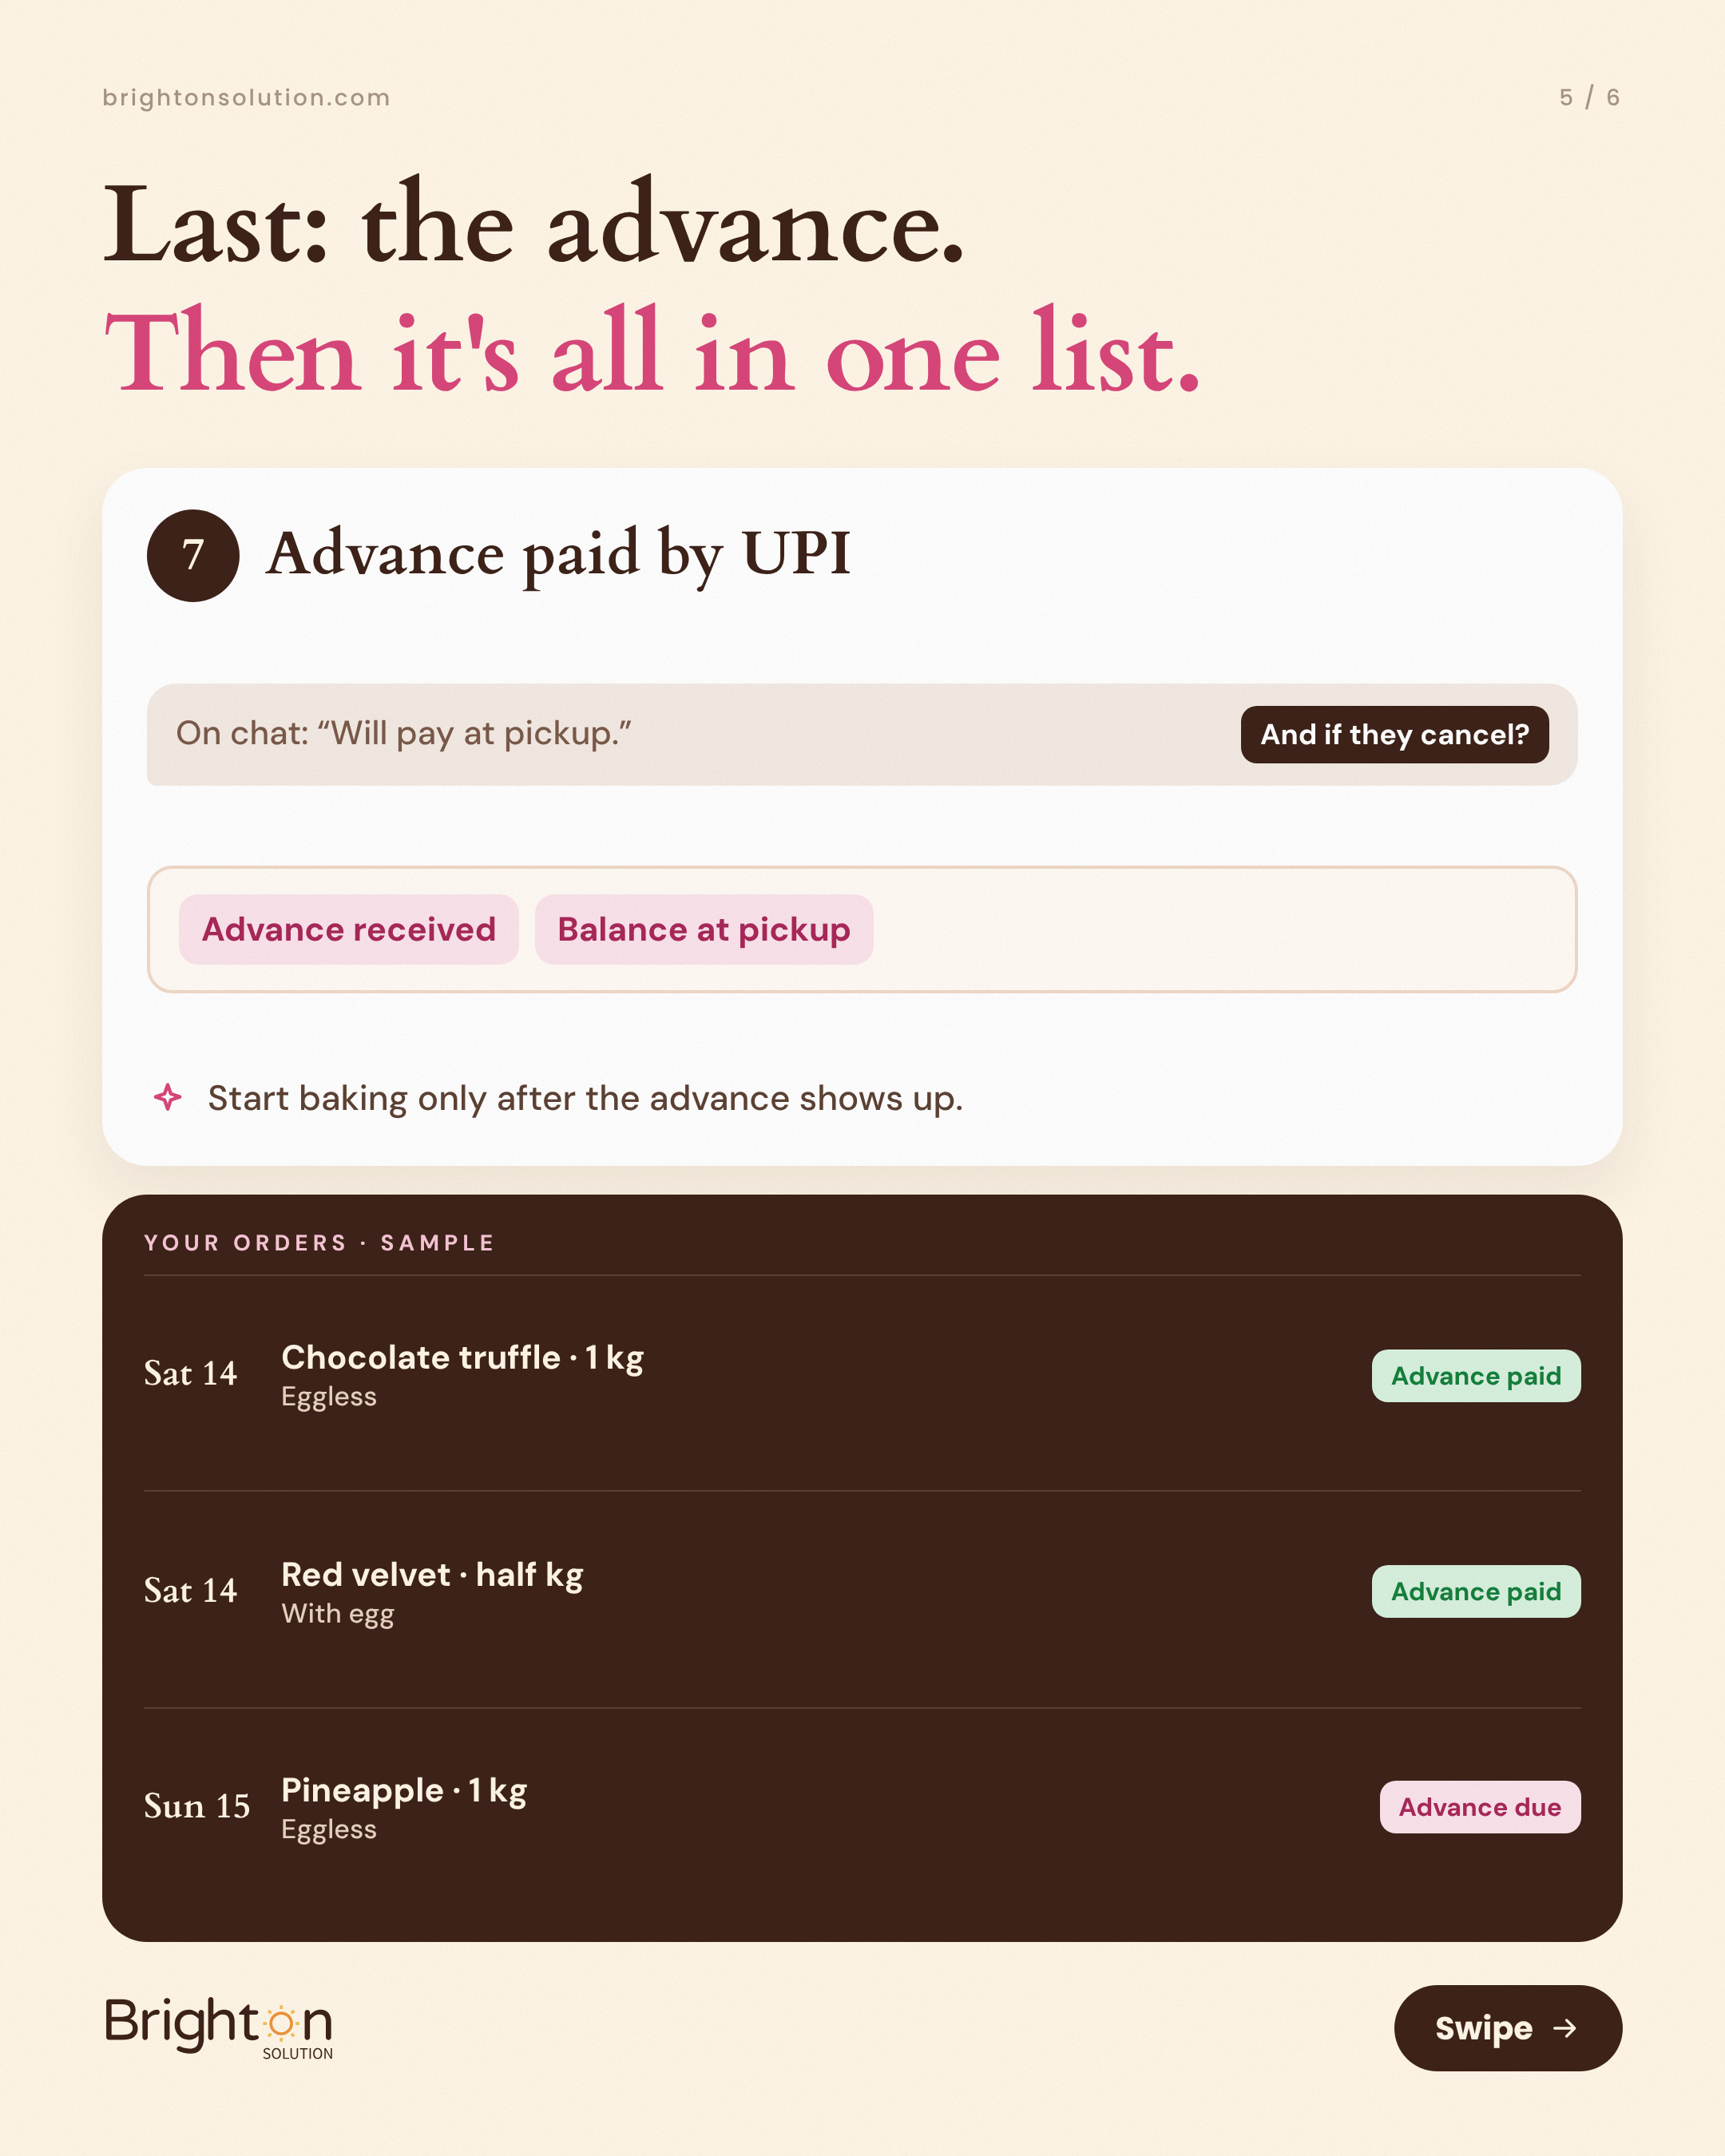 brightonsolution.com
5 / 6
Last: the advance.
Then it's all in one list.
7
Advance paid by UPI
On chat: “Will pay at pickup.”
And if they cancel?
Advance received
Balance at pickup
Start baking only after the advance shows up.
YOUR ORDERS · SAMPLE
Sat 14
Chocolate truffle · 1 kg
Eggless
Advance paid
Sat 14
Red velvet · half kg
With egg
Advance paid
Sun 15
Pineapple · 1 kg
Eggless
Advance due
Brighton
SOLUTION
Swipe →